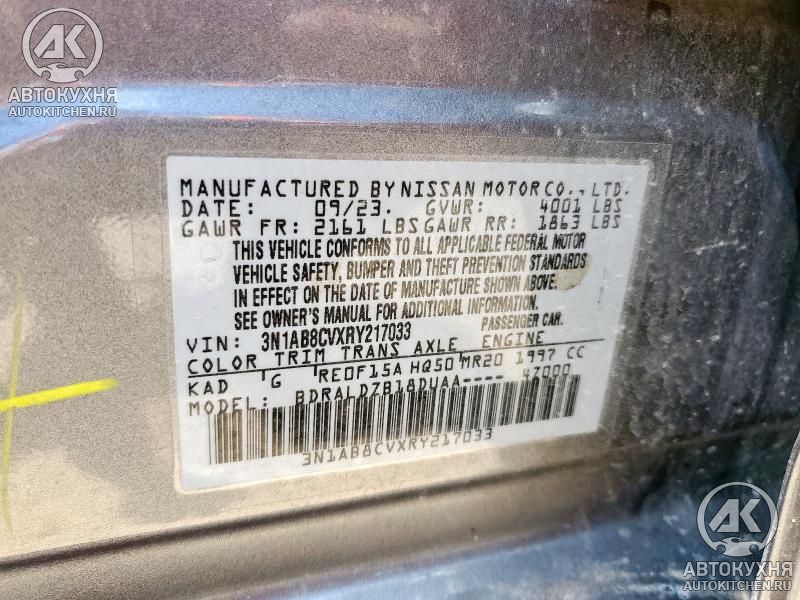 AK
АВТОКУХНЯ
AUTOKITCHEN.RU
MANUFACTURED BY NISSAN MOTOR CO., LTD.
DATE: 09/23. GVWR: 4001 LBS
GAWR FR: 2161 LBS GAWR RR: 1863 LBS
THIS VEHICLE CONFORMS TO ALL APPLICABLE FEDERAL MOTOR
VEHICLE SAFETY, BUMPER AND THEFT PREVENTION STANDARDS
IN EFFECT ON THE DATE OF MANUFACTURE SHOWN ABOVE.
SEE OWNER'S MANUAL FOR ADDITIONAL INFORMATION.
VIN: 3N1AB8CVXRY217033 PASSENGER CAR.
COLOR TRIM TRANS AXLE ENGINE
KAD G RE0F15A HQ50 MR20 1997 CC
MODEL: BDRALDZB18DUAA---- 47000
3N1AB8CVXRY217033
AK
АВТОКУХНЯ
AUTOKITCHEN.RU